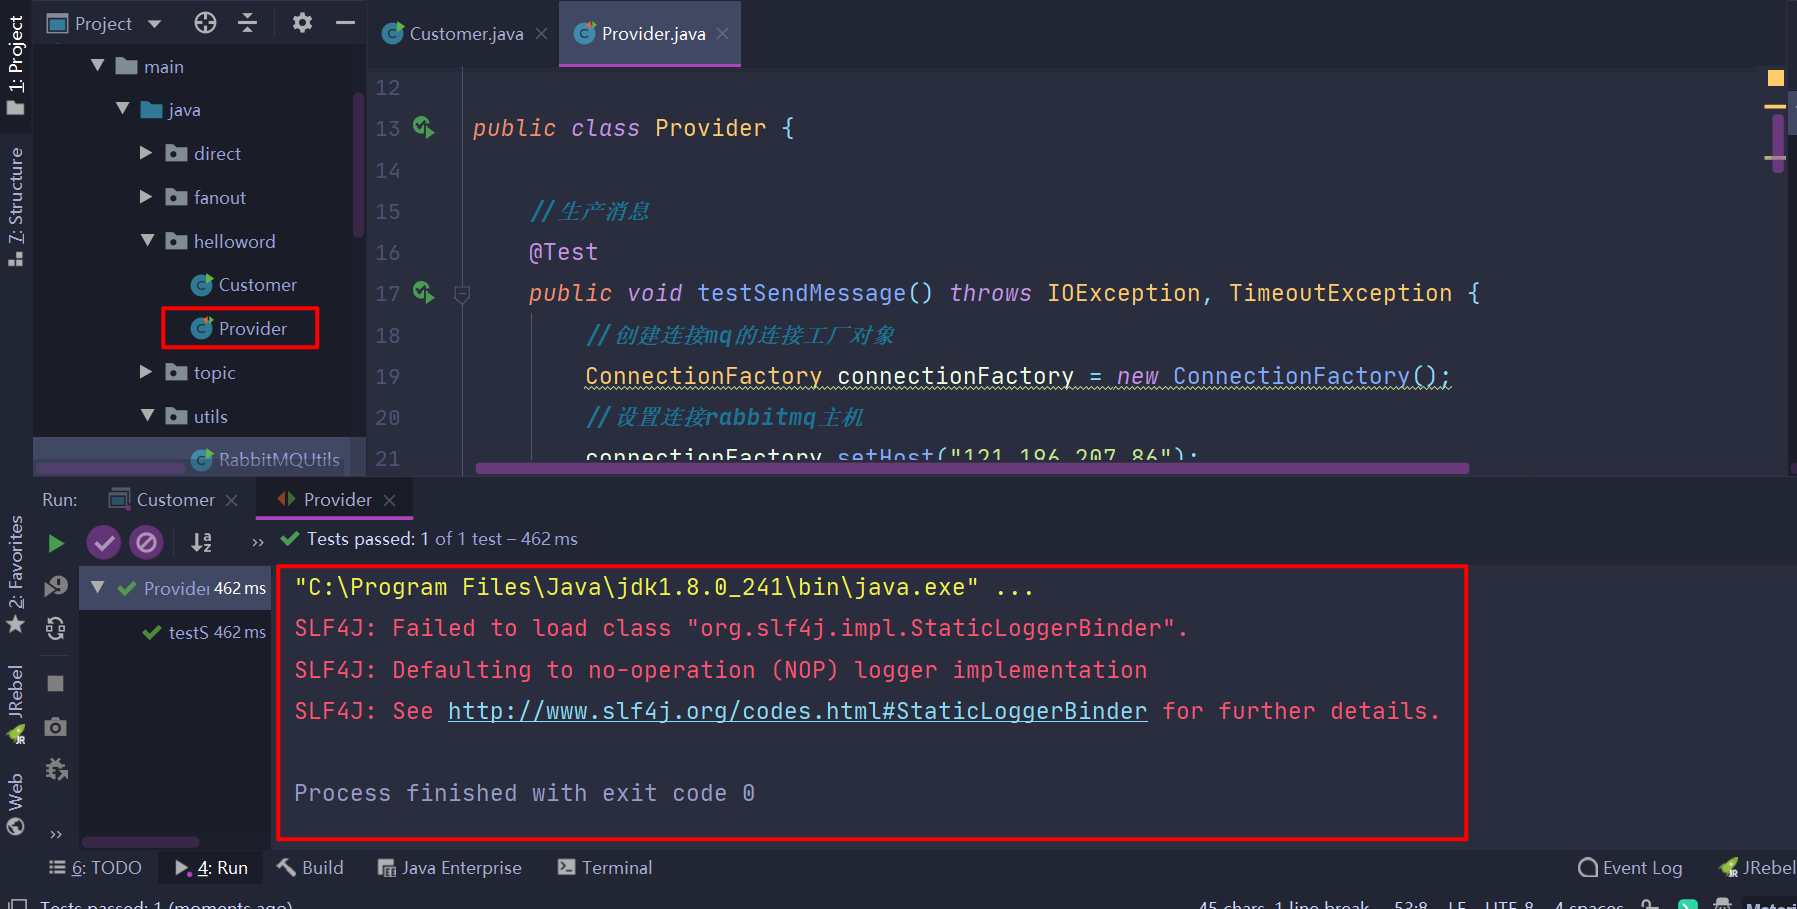 Project
Customer.java
Provider.java
1: Project
7: Structure
2: Favorites
JRebel
Web
main
java
direct
fanout
helloword
Customer
Provider
topic
utils
RabbitMQUtils
12
13 public class Provider {
14
15 //生产消息
16 @Test
17 public void testSendMessage() throws IOException, TimeoutException {
18 //创建连接mq的连接工厂对象
19 ConnectionFactory connectionFactory = new ConnectionFactory();
20 //设置连接rabbitmq主机
21 connectionFactory.setHost("121.196.207.86");
Run: Customer Provider
Tests passed: 1 of 1 test – 462 ms
Provider 462 ms
testS 462 ms
"C:\Program Files\Java\jdk1.8.0_241\bin\java.exe" ...
SLF4J: Failed to load class "org.slf4j.impl.StaticLoggerBinder".
SLF4J: Defaulting to no-operation (NOP) logger implementation
SLF4J: See http://www.slf4j.org/codes.html#StaticLoggerBinder for further details.
Process finished with exit code 0
6: TODO 4: Run Build Java Enterprise Terminal Event Log JRebel
Tests passed: 1 (moments ago) 45 chars, 1 line break 53:8 LF UTF-8 4 spaces